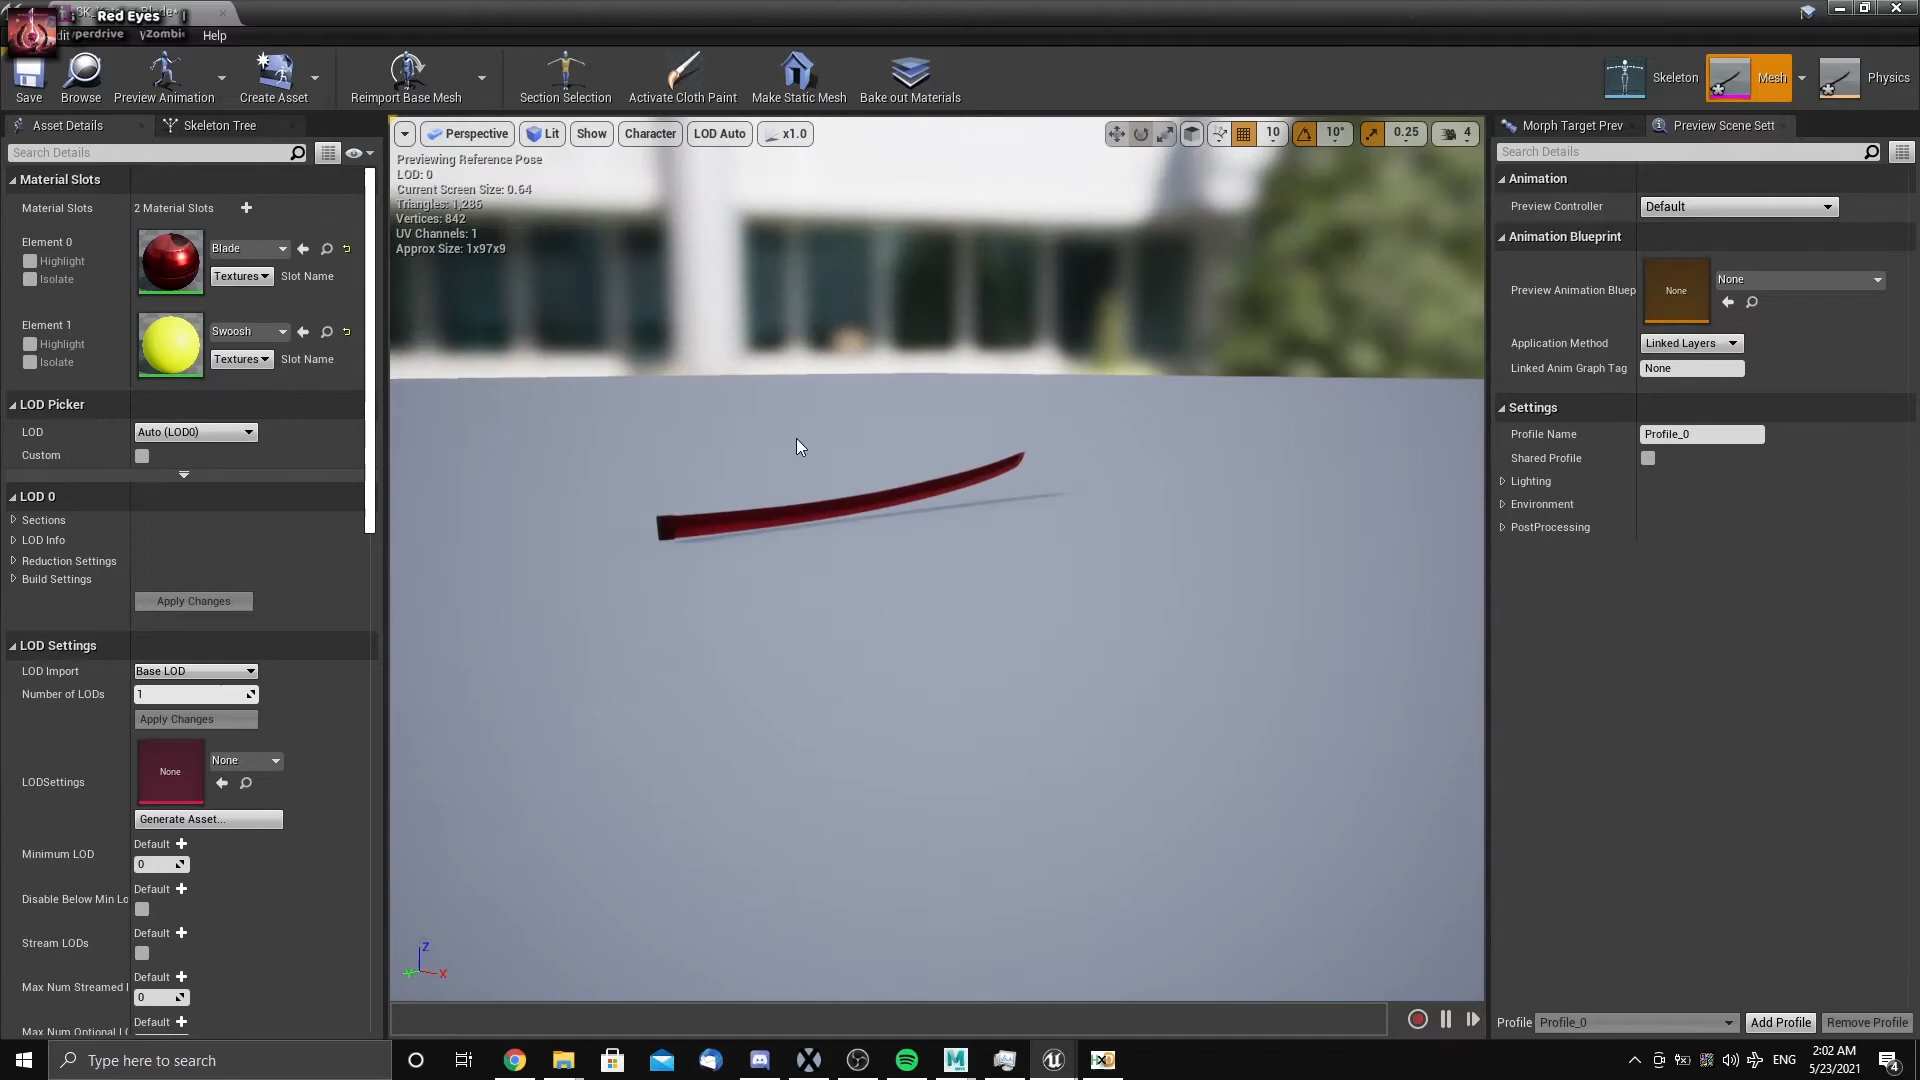 Red Eyes
Help
Save
Browse
Preview Animation
Create Asset
Reimport Base Mesh
Section Selection
Activate Cloth Paint
Make Static Mesh
Bake out Materials
Skeleton
Mesh
Physics
Asset Details
Skeleton Tree
Search Details
Material Slots
Material Slots
2 Material Slots
Element 0
Highlight
Isolate
Blade
Textures
Slot Name
Element 1
Highlight
Isolate
Swoosh
Textures
Slot Name
LOD Picker
LOD
Auto (LOD0)
Custom
LOD 0
Sections
LOD Info
Reduction Settings
Build Settings
Apply Changes
LOD Settings
LOD Import
Base LOD
Number of LODs
1
Apply Changes
LODSettings
None
None
Generate Asset...
Minimum LOD
Default
0
Disable Below Min Lo
Default
Stream LODs
Default
Max Num Streamed
Default
0
Max Num Optional
Default
Perspective
Lit
Show
Character
LOD Auto
x1.0
10
10°
0.25
4
Previewing Reference Pose
LOD: 0
Current Screen Size: 0.64
Triangles: 1,286
Vertices: 842
UV Channels: 1
Approx Size: 1x97x9
Z
X
Morph Target Prev
Preview Scene Sett
Search Details
Animation
Preview Controller
Default
Animation Blueprint
Preview Animation Bluep
None
None
Application Method
Linked Layers
Linked Anim Graph Tag
None
Settings
Profile Name
Profile_0
Shared Profile
Lighting
Environment
PostProcessing
Profile
Profile_0
Add Profile
Remove Profile
Type here to search
ENG
2:02 AM
5/23/2021
4